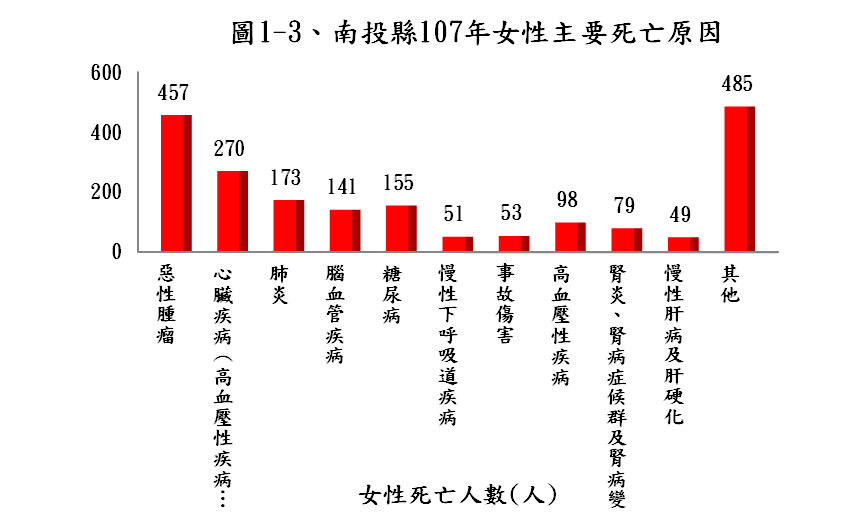 圖1-3、南投縣107年女性主要死亡原因
600
400
200
0
457
270
173
141
155
51
53
98
79
49
485
惡性腫瘤
心臟疾病(高血壓性疾病…
肺炎
腦血管疾病
糖尿病
慢性下呼吸道疾病
事故傷害
高血壓性疾病
腎炎、腎病症候群及腎病變
慢性肝病及肝硬化
其他
女性死亡人數(人)